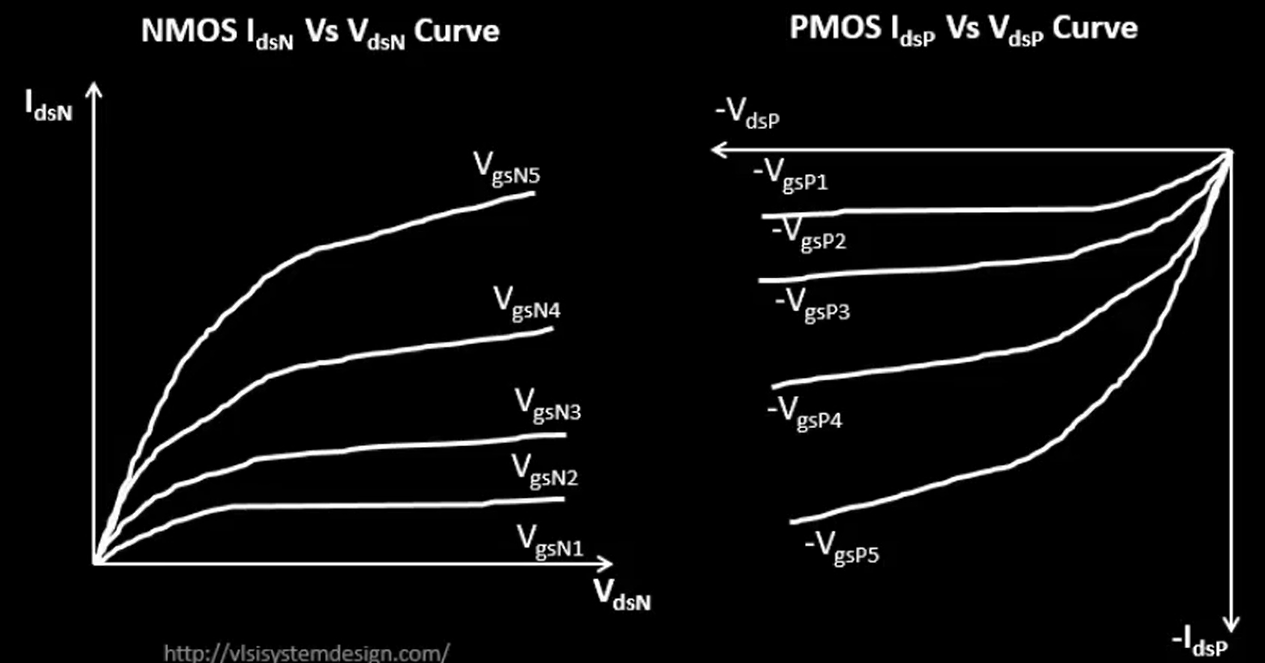 NMOS IdsN Vs VdsN Curve
IdsN
VgsN5
VgsN4
VgsN3
VgsN2
VgsN1
VdsN
http://vlsisystemdesign.com/
PMOS IdsP Vs VdsP Curve
-VdsP
-VgsP1
-VgsP2
-VgsP3
-VgsP4
-VgsP5
-IdsP